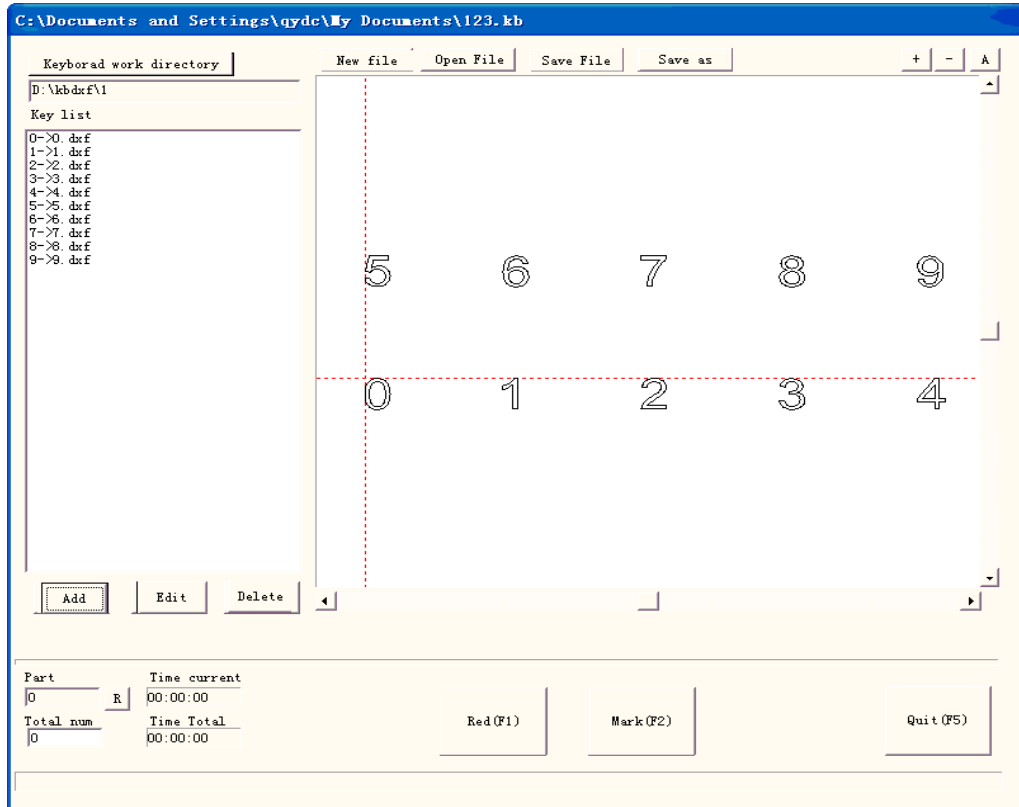 C:\Documents and Settings\qydc\My Documents\123.kb
Keyborad work directory
New file Open File Save File Save as + - A
D:\kbdxf\1
Key list
0->0.dxf
1->1.dxf
2->2.dxf
3->3.dxf
4->4.dxf
5->5.dxf
6->6.dxf
7->7.dxf
8->8.dxf
9->9.dxf
5 6 7 8 9
0 1 2 3 4
Add Edit Delete
Part Time current
0 R 00:00:00
Total num Time Total
0 00:00:00
Red(F1) Mark(F2) Quit(F5)